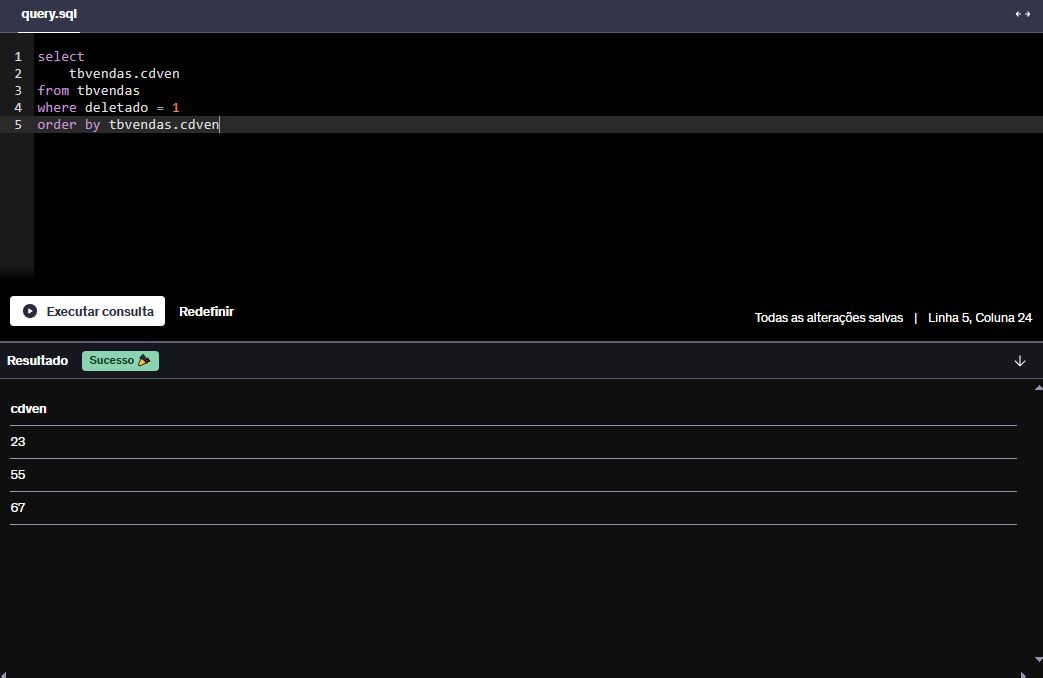 query.sql
1 select
2     tbvendas.cdven
3 from tbvendas
4 where deletado = 1
5 order by tbvendas.cdven
Executar consulta Redefinir
Todas as alterações salvas | Linha 5, Coluna 24
Resultado Sucesso 🎉
cdven
23
55
67